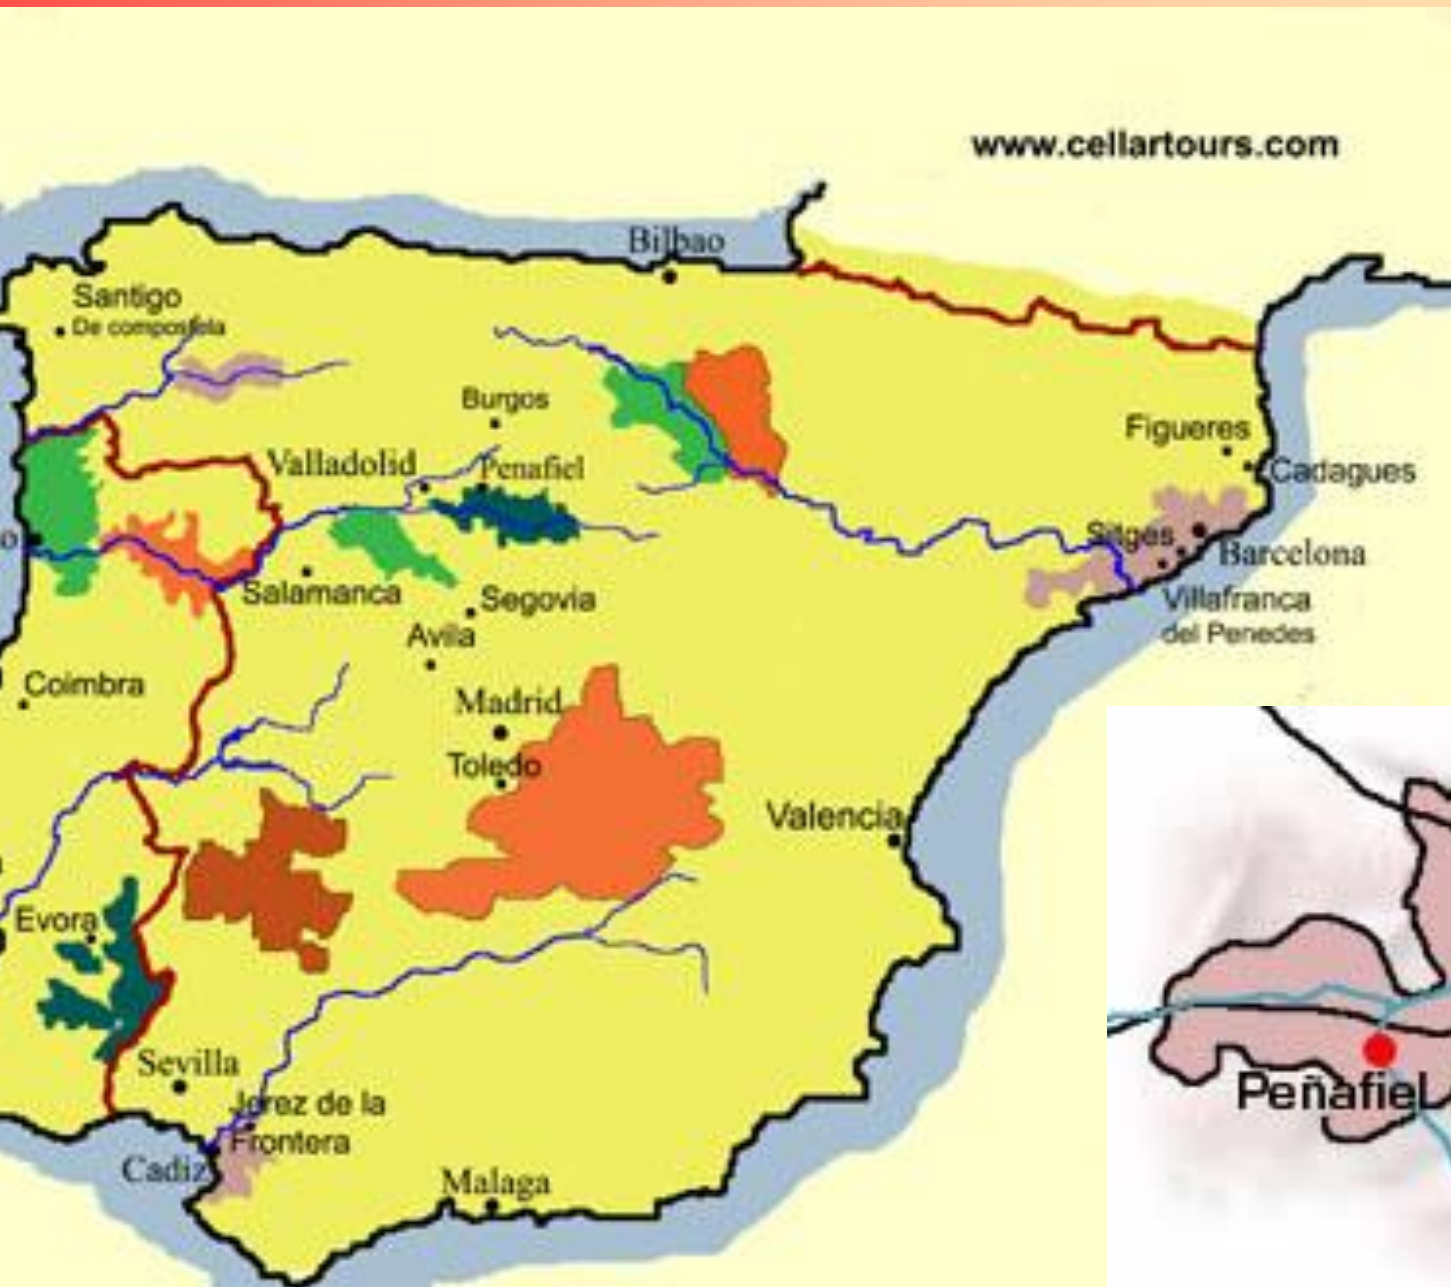 www.cellartours.com
Bilbao
Santigo
De compostela
Burgos
Figueres
Valladolid
Penafiel
Cadagues
Sitges
o
Barcelona
Salamanca
Segovia
Villafranca
del Penedes
Avila
Coimbra
Madrid
Toledo
Valencia
Evora
Sevilla
Peñafiel
Jerez de la
Frontera
Cadiz
Malaga